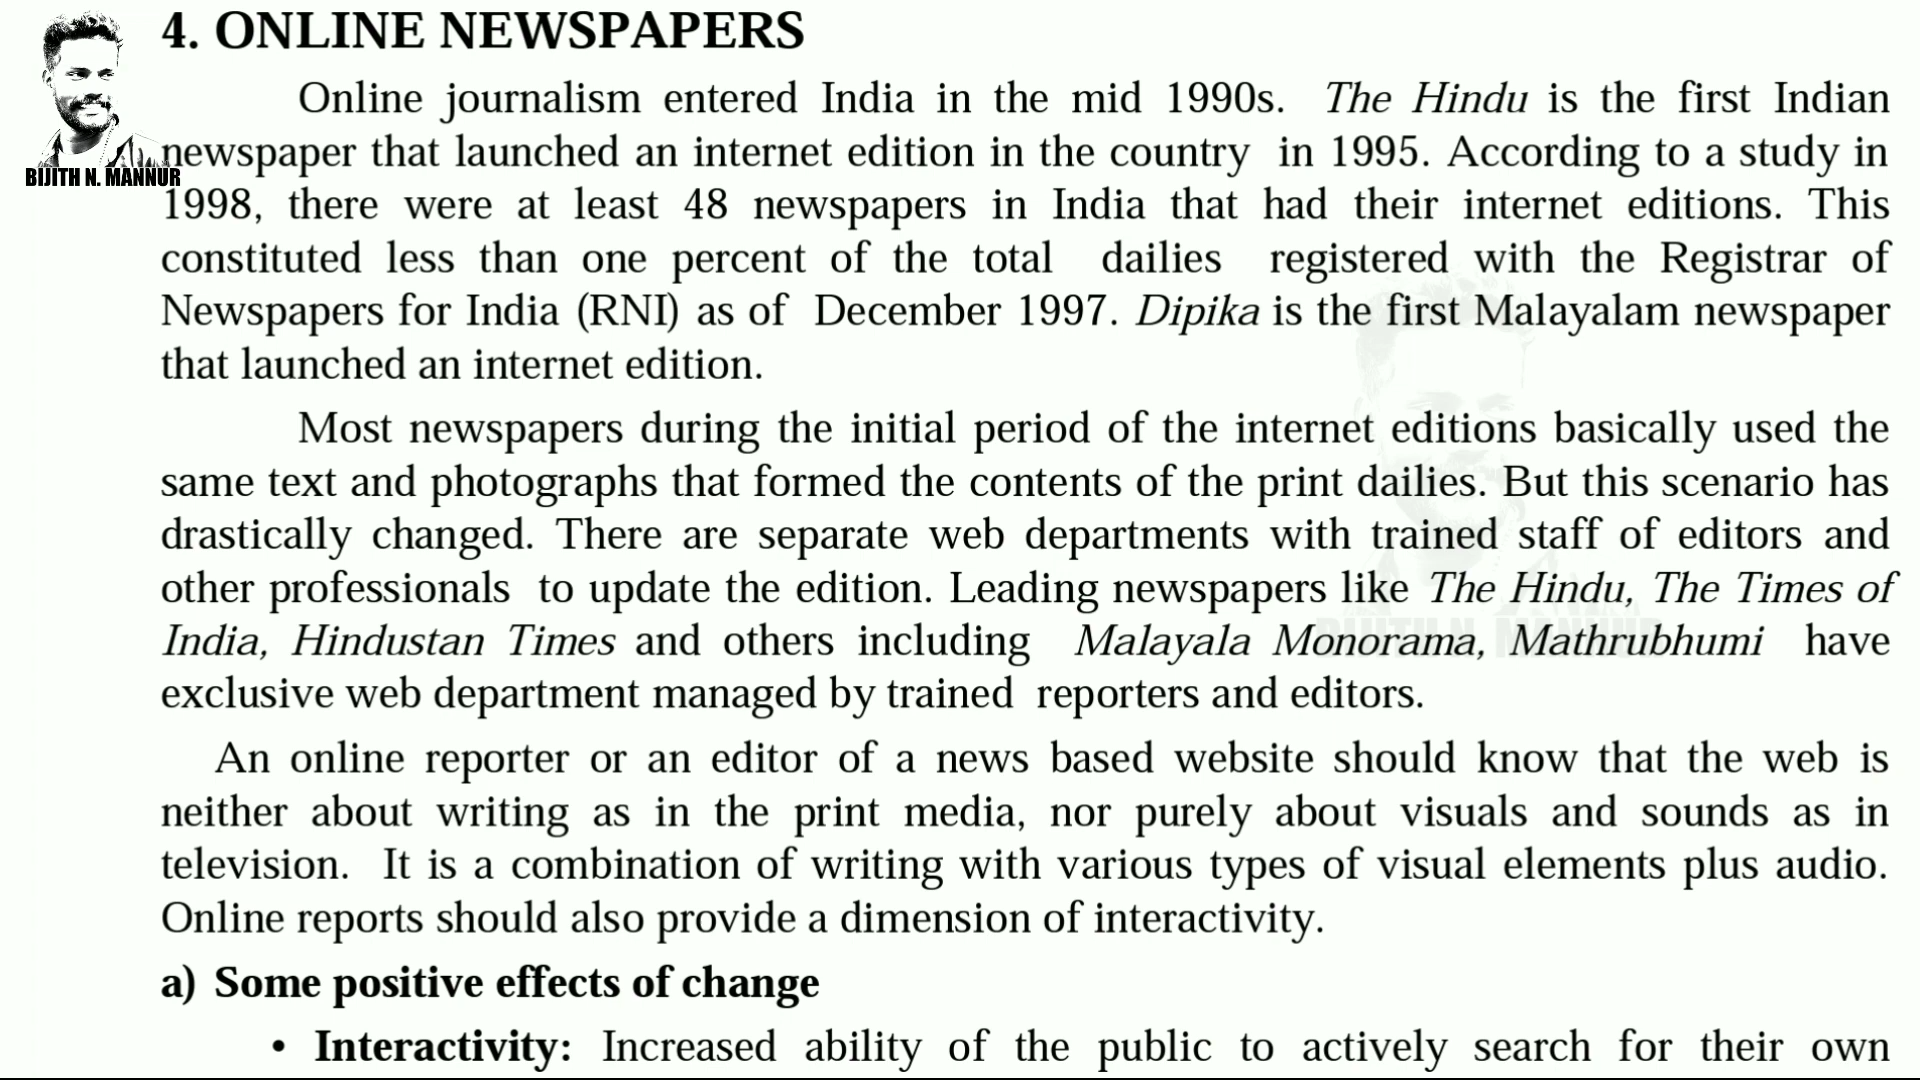 4. ONLINE NEWSPAPERS
Online journalism entered India in the mid 1990s. The Hindu is the first Indian
newspaper that launched an internet edition in the country in 1995. According to a study in
BIJITH N. MANNUR
1998, there were at least 48 newspapers in India that had their internet editions. This
constituted less than one percent of the total dailies registered with the Registrar of
Newspapers for India (RNI) as of December 1997. Dipika is the first Malayalam newspaper
that launched an internet edition.
Most newspapers during the initial period of the internet editions basically used the
same text and photographs that formed the contents of the print dailies. But this scenario has
drastically changed. There are separate web departments with trained staff of editors and
other professionals to update the edition. Leading newspapers like The Hindu, The Times of
India, Hindustan Times and others including Malayala Monorama, Mathrubhumi have
BIJITH N. MANNUR
exclusive web department managed by trained reporters and editors.
An online reporter or an editor of a news based website should know that the web is
neither about writing as in the print media, nor purely about visuals and sounds as in
television. It is a combination of writing with various types of visual elements plus audio.
Online reports should also provide a dimension of interactivity.
a) Some positive effects of change
• Interactivity: Increased ability of the public to actively search for their own